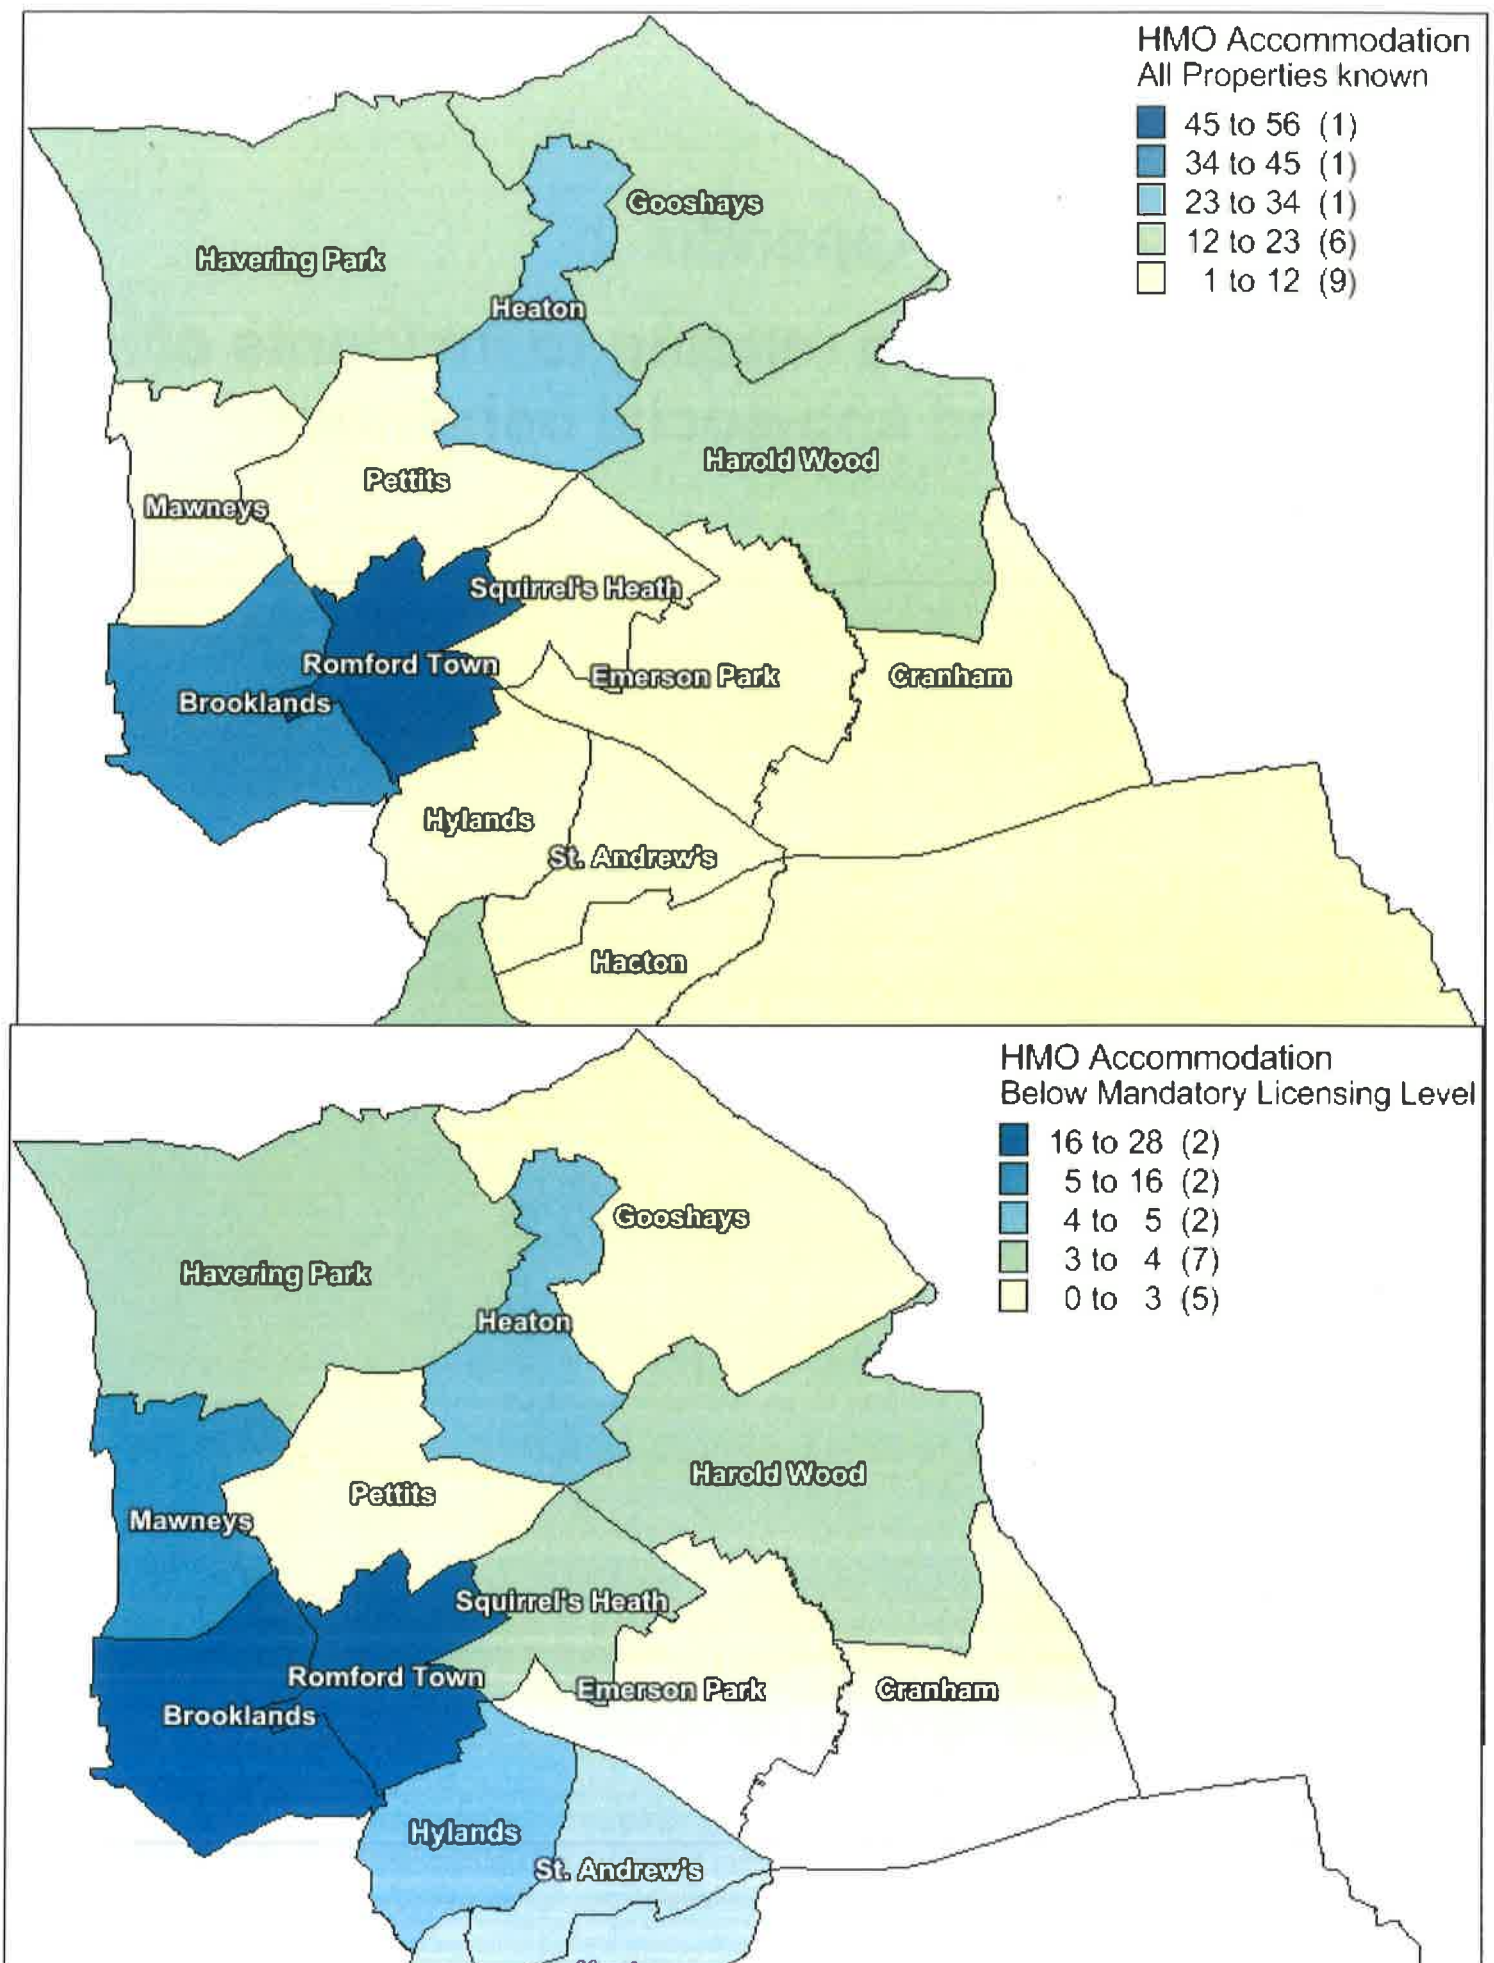 HMO Accommodation
All Properties known
45 to 56 (1)
34 to 45 (1)
23 to 34 (1)
12 to 23 (6)
1 to 12 (9)
Gooshays
Havering Park
Heaton
Harold Wood
Pettits
Mawneys
Squirrel's Heath
Romford Town
Emerson Park
Cranham
Brooklands
Hylands
St. Andrew's
Hacton
HMO Accommodation
Below Mandatory Licensing Level
16 to 28 (2)
5 to 16 (2)
4 to 5 (2)
3 to 4 (7)
0 to 3 (5)
Gooshays
Havering Park
Heaton
Harold Wood
Pettits
Mawneys
Squirrel's Heath
Romford Town
Emerson Park
Cranham
Brooklands
Hylands
St. Andrew's